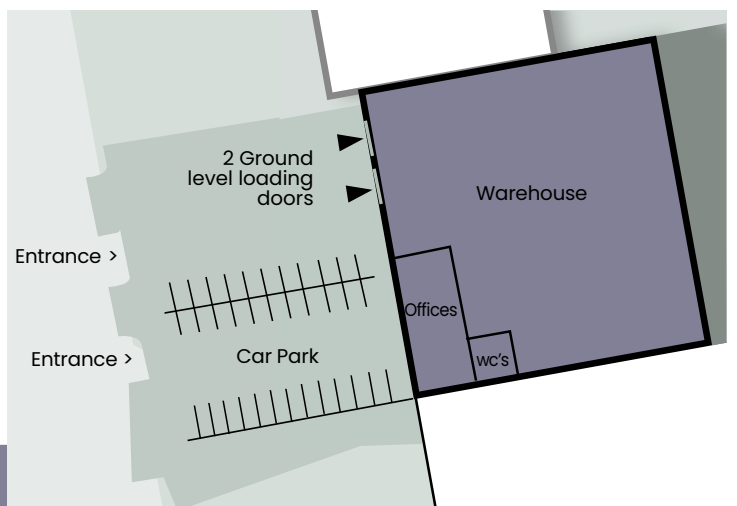 2 Ground
level loading
doors
Warehouse
Entrance >
Offices
Entrance >
Car Park
wc's